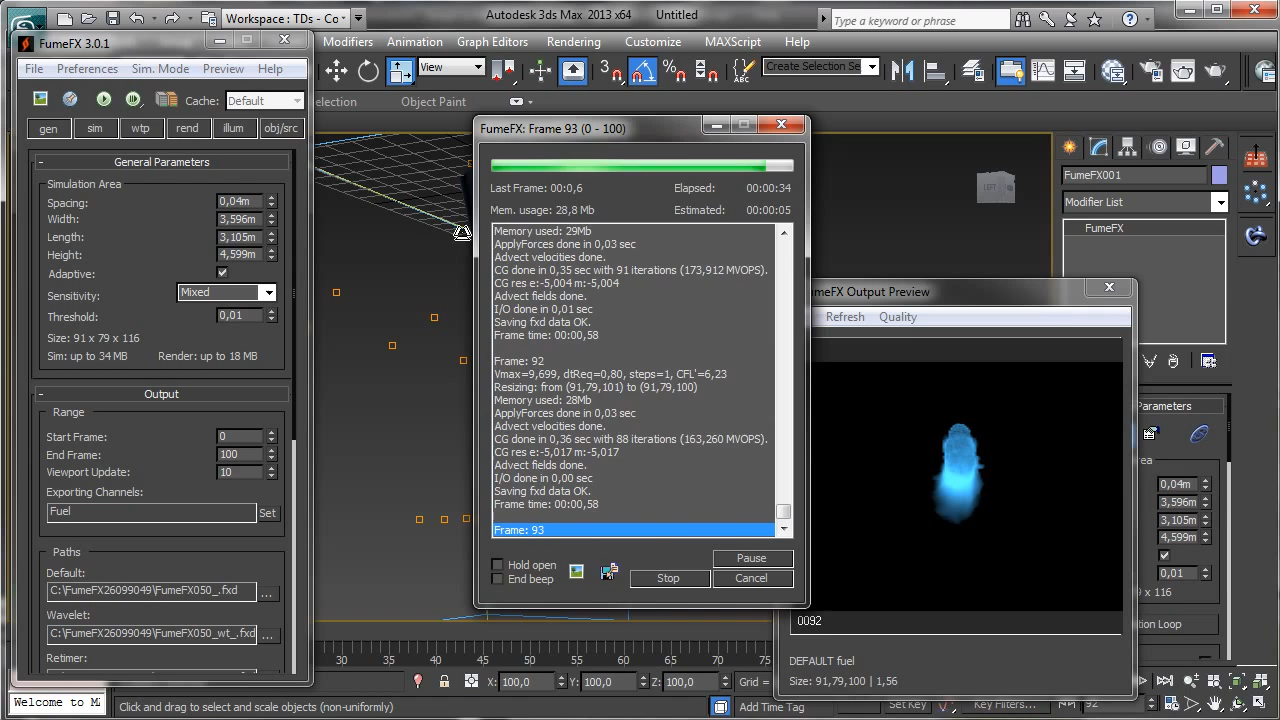 Workspace : TDs - Co
Autodesk 3ds Max 2013 x64
Untitled
Type a keyword or phrase
FumeFX 3.0.1
Modifiers
Animation
Graph Editors
Rendering
Customize
MAXScript
Help
File
Preferences
Sim. Mode
Preview
Help
View
3
%
ABC
Create Selection Se
Cache:
Default
Selection
Object Paint
gen
sim
wtp
rend
illum
obj/src
General Parameters
Simulation Area
Spacing:
0,04m
Width:
3,596m
Length:
3,105m
Height:
4,599m
Adaptive:
Sensitivity:
Mixed
Threshold:
0,01
Size: 91 x 79 x 116
Sim: up to 34 MB
Render: up to 18 MB
Output
Range
Start Frame:
0
End Frame:
100
Viewport Update:
10
Exporting Channels:
Fuel
Set
Paths
Default:
C:\FumeFX26099049\FumeFX050_.fxd
...
Wavelet:
C:\FumeFX26099049\FumeFX050_wt_.fxd
...
Retimer:
Welcome to M
FumeFX: Frame 93 (0 - 100)
Last Frame: 00:0,6
Elapsed:
00:00:34
Mem. usage: 28,8 Mb
Estimated:
00:00:05
Memory used: 29Mb
ApplyForces done in 0,03 sec
Advect velocities done.
CG done in 0,35 sec with 91 iterations (173,912 MVOPS).
CG res e:-5,004 m:-5,004
Advect fields done.
I/O done in 0,01 sec
Saving fxd data OK.
Frame time: 00:00,58
Frame: 92
Vmax=9,699, dtReq=0,80, steps=1, CFL'=6,23
Resizing: from (91,79,101) to (91,79,100)
Memory used: 28Mb
ApplyForces done in 0,03 sec
Advect velocities done.
CG done in 0,36 sec with 88 iterations (163,260 MVOPS).
CG res e:-5,017 m:-5,017
Advect fields done.
I/O done in 0,00 sec
Saving fxd data OK.
Frame time: 00:00,58
Frame: 93
Hold open
End beep
Pause
Stop
Cancel
LEFT
FumeFX001
Modifier List
FumeFX
FumeFX Output Preview
Refresh
Quality
0092
DEFAULT fuel
Size: 91,79,100 | 1,56
Parameters
0,04m
3,596m
3,105m
4,599m
0,01
x 116
ion Loop
30
35
40
45
50
55
60
65
70
75
X: 100,0
Y: 100,0
Z: 100,0
Grid =
Click and drag to select and scale objects (non-uniformly)
Add Time Tag
Set Key
Key Filters...
92